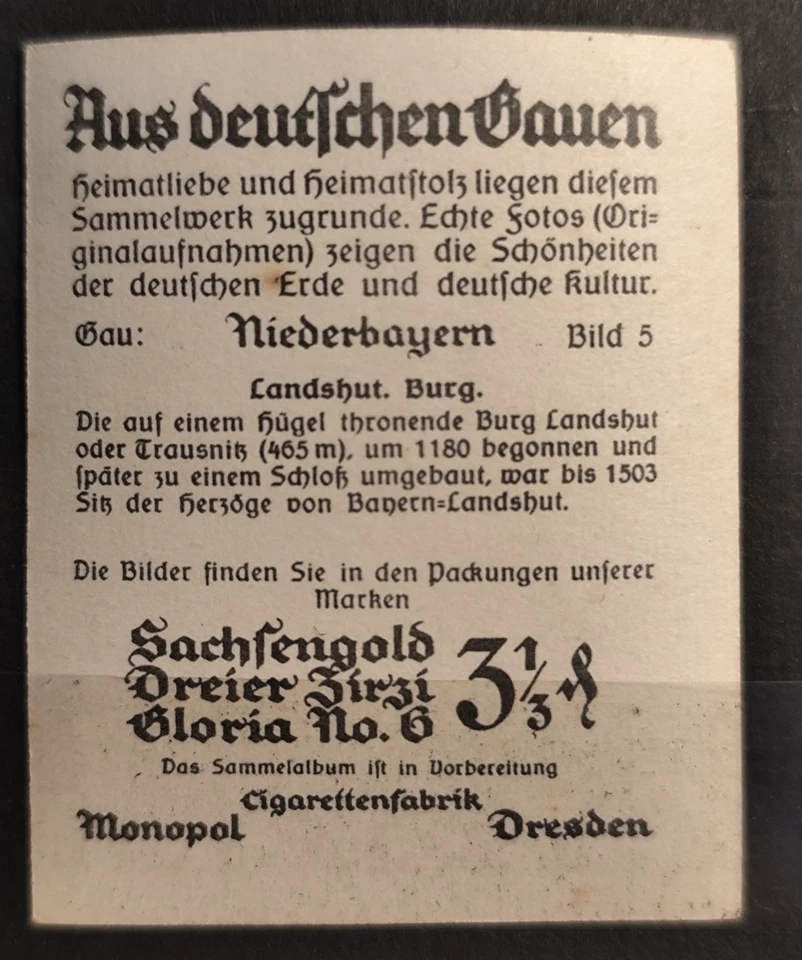 Aus deutſchen Gauen
Heimatliebe und Heimatſtolz liegen dieſem
Sammelwerk zugrunde. Echte Fotos (Ori⸗
ginalaufnahmen) zeigen die Schönheiten
der deutſchen Erde und deutſche Kultur.
Gau: Niederbayern Bild 5
Landshut. Burg.
Die auf einem Hügel thronende Burg Landshut
oder Trausnitz (465 m), um 1180 begonnen und
ſpäter zu einem Schloß umgebaut, war bis 1503
Sitz der Herzöge von Bayern⸗Landshut.
Die Bilder finden Sie in den Packungen unſerer
Marken
Sachſengold
Dreier Zirzi 3⅓ ₰
Gloria No. 6
Das Sammelalbum iſt in Vorbereitung
Cigarettenfabrik
Monopol Dresden